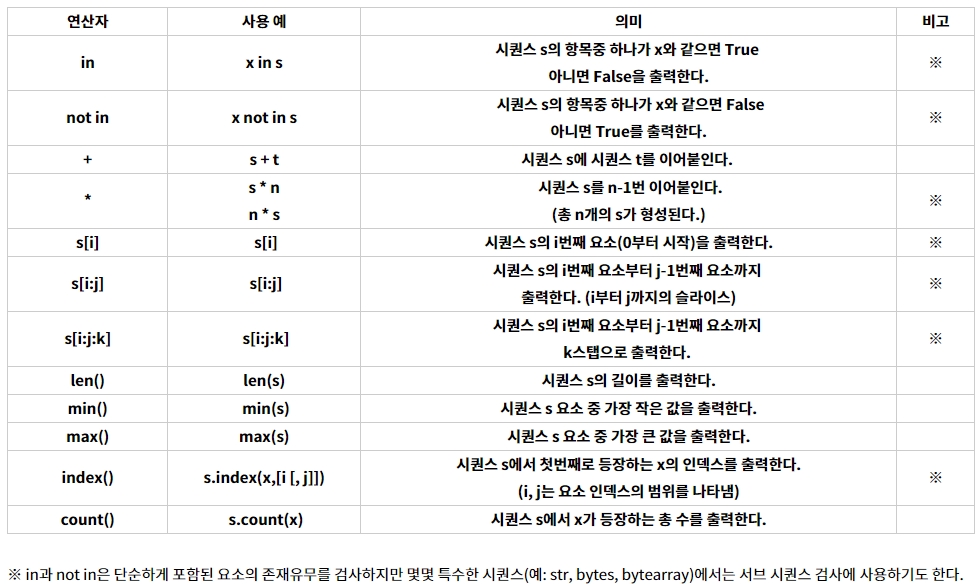 연산자 사용 예 의미 비고
in x in s 시퀀스 s의 항목중 하나가 x와 같으면 True ※
아니면 False을 출력한다.
not in x not in s 시퀀스 s의 항목중 하나가 x와 같으면 False ※
아니면 True를 출력한다.
+ s + t 시퀀스 s에 시퀀스 t를 이어붙인다.
* s * n 시퀀스 s를 n-1번 이어붙인다. ※
n * s (총 n개의 s가 형성된다.)
s[i] s[i] 시퀀스 s의 i번째 요소(0부터 시작)을 출력한다. ※
s[i:j] s[i:j] 시퀀스 s의 i번째 요소부터 j-1번째 요소까지 ※
출력한다. (i부터 j까지의 슬라이스)
s[i:j:k] s[i:j:k] 시퀀스 s의 i번째 요소부터 j-1번째 요소까지 ※
k스탭으로 출력한다.
len() len(s) 시퀀스 s의 길이를 출력한다.
min() min(s) 시퀀스 s 요소 중 가장 작은 값을 출력한다.
max() max(s) 시퀀스 s 요소 중 가장 큰 값을 출력한다.
index() s.index(x,[i [, j]]) 시퀀스 s에서 첫번째로 등장하는 x의 인덱스를 출력한다. ※
(i, j는 요소 인덱스의 범위를 나타냄)
count() s.count(x) 시퀀스 s에서 x가 등장하는 총 수를 출력한다.
※ in과 not in은 단순하게 포함된 요소의 존재유무를 검사하지만 몇몇 특수한 시퀀스(예: str, bytes, bytearray)에서는 서브 시퀀스 검사에 사용하기도 한다.